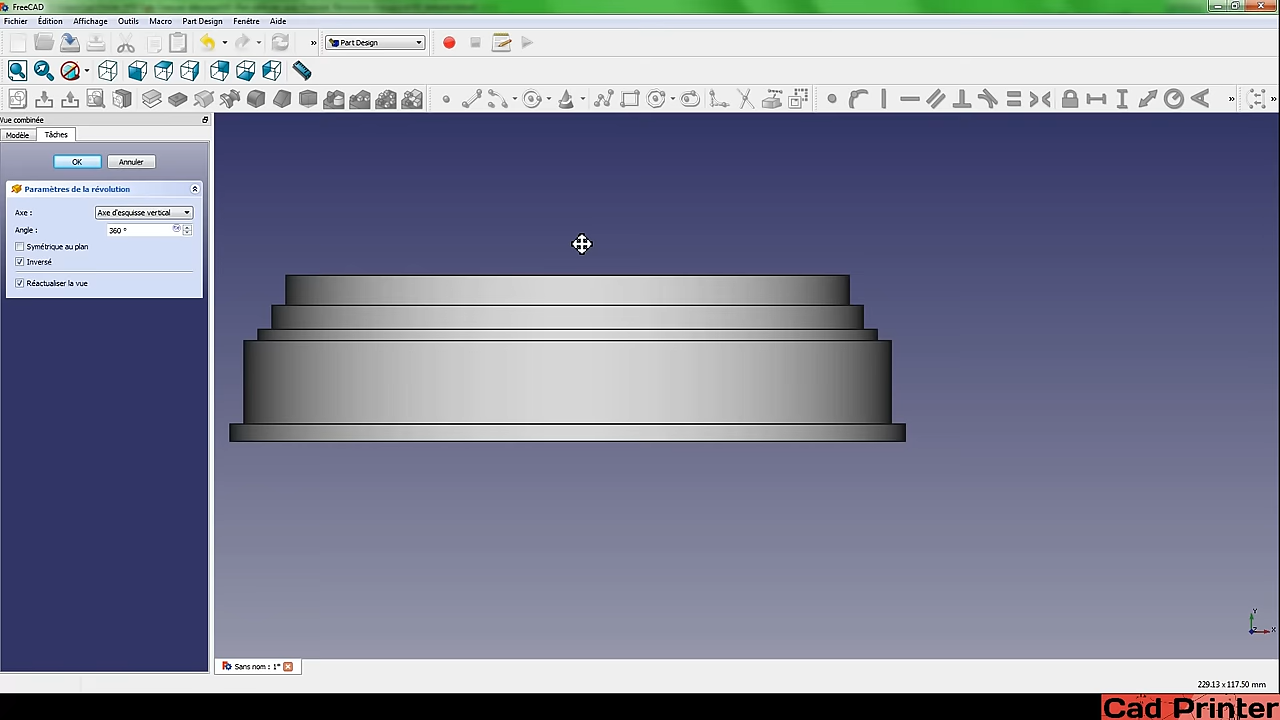 FreeCAD
Fichier Édition Affichage Outils Macro Part Design Fenêtre Aide
» Part Design
» »
Vue combinée
Modèle Tâches
OK Annuler
Paramètres de la révolution
Axe : Axe d'esquisse vertical
Angle : 360 °
Symétrique au plan
Inversé
Réactualiser la vue
Y
X
Sans nom : 1*
229.13 x 117.50 mm
Cad Printer